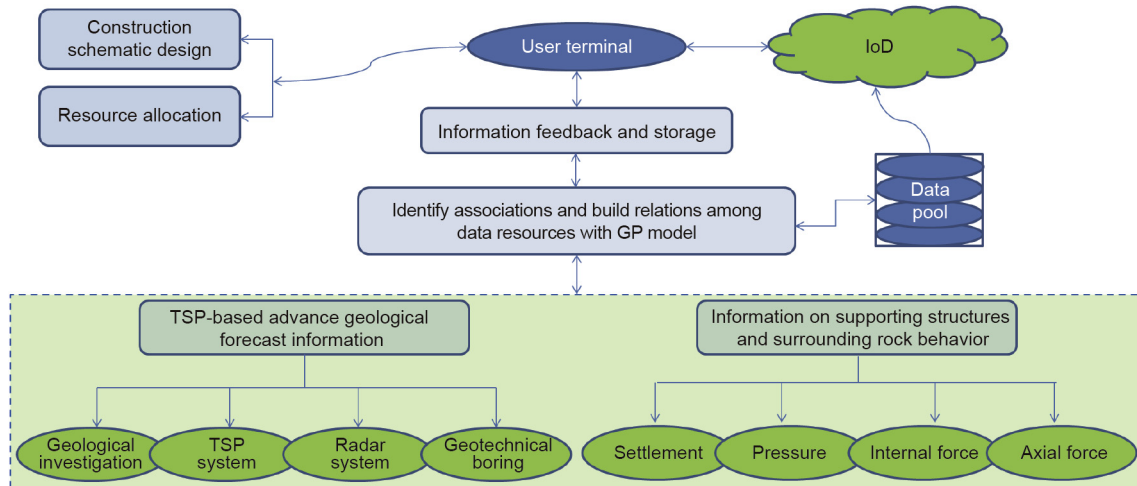 Construction
schematic design
User terminal
IoD
Resource allocation
Information feedback and storage
Data
pool
Identify associations and build relations among
data resources with GP model
TSP-based advance geological
forecast information
Information on supporting structures
and surrounding rock behavior
Geological
investigation
TSP
system
Radar
system
Geotechnical
boring
Settlement
Pressure
Internal force
Axial force